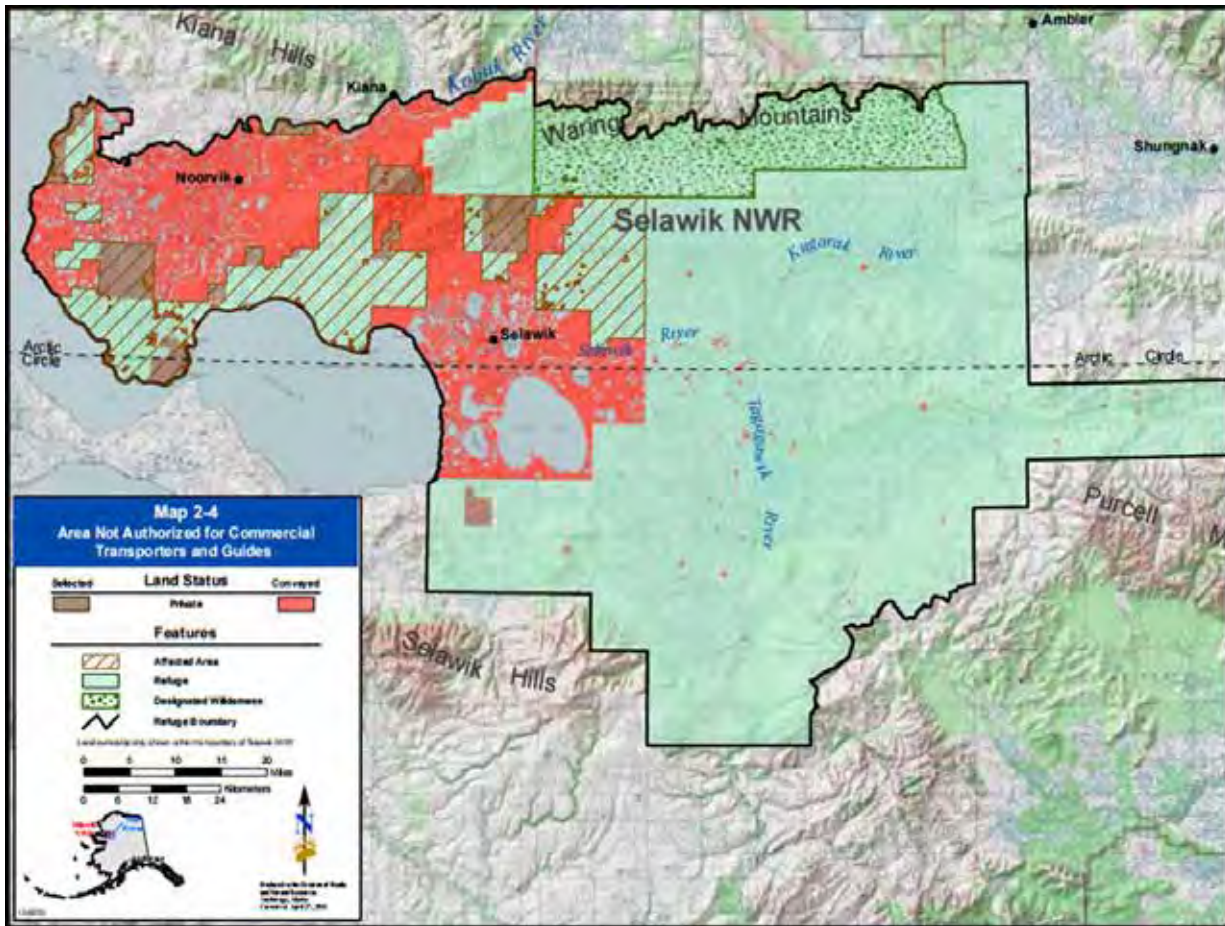 Ambler
Kiana
Hills
Kobuk River
Kiana
Waring Mountains
Shungnak
Noorvik
Selawik NWR
Kugarak River
Selawik
Selawik River
Arctic
Circle
Arctic Circle
Tagagawik River
Purcell
M
Selawik Hills
Map 2-4
Area Not Authorized for Commercial
Transporters and Guides
Selected Land Status Conveyed
Private
Features
Affected Area
Refuge
Designated Wilderness
Refuge Boundary
0 5 10 15 20
Miles
0 6 12 18 24
Kilometers
N